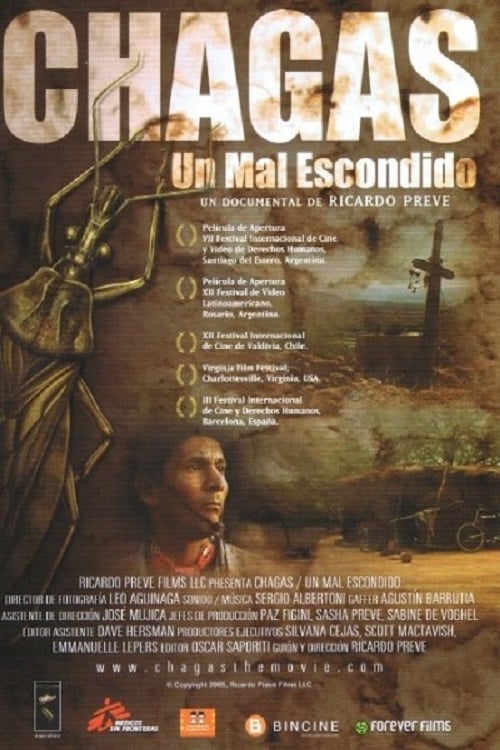 CHAGAS
Un Mal Escondido
UN DOCUMENTAL DE RICARDO PREVE
Película de Apertura
VII Festival Internacional de Cine
y Video de Derechos Humanos,
Santiago del Estero, Argentina.
Película de Apertura
XII Festival de Video
Latinoamericano,
Rosario, Argentina.
XII Festival Internacional
de Cine de Valdivia, Chile.
Virginia Film Festival,
Charlottesville, Virginia, USA.
III Festival Internacional
de Cine y Derechos Humanos,
Barcelona, España.
RICARDO PREVE FILMS LLC PRESENTA CHAGAS / UN MAL ESCONDIDO
DIRECTOR DE FOTOGRAFÍA LEO AGUINAGA SONIDO / MÚSICA SERGIO ALBERTONI GAFFER AGUSTÍN BARRUTIA
ASISTENTE DE DIRECCIÓN JOSÉ MUJICA JEFES DE PRODUCCIÓN PAZ FIGINI, SASHA PREVE, SABINE DE VOGHEL
EDITOR ASISTENTE DAVE HERSMAN PRODUCTORES EJECUTIVOS SILVANA CEJAS, SCOTT MACTAVISH,
EMMANUELLE LEPERS EDITOR OSCAR SAPORITI GUIÓN Y DIRECCIÓN RICARDO PREVE
www.chagasthemovie.com
© Copyright 2005, Ricardo Preve Films LLC
MEDICOS
SIN FRONTERAS
BINCINE
forever films